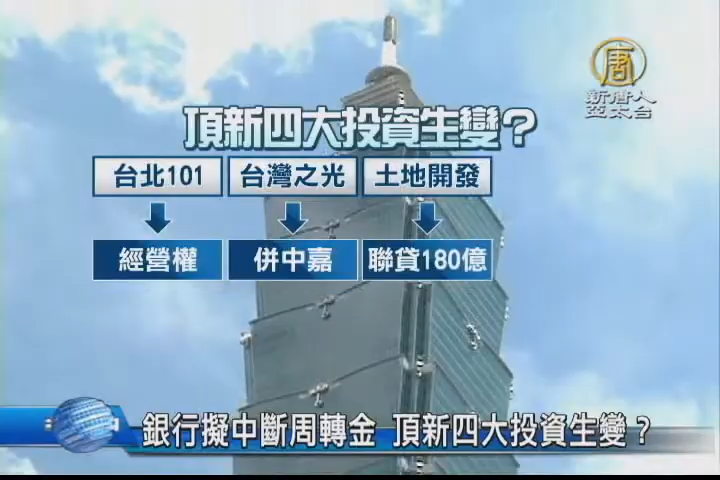 唐
新唐人
亞太台
頂新四大投資生變？
台北101 台灣之光 土地開發
經營權 併中嘉 聯貸180億
銀行擬中斷周轉金 頂新四大投資生變？